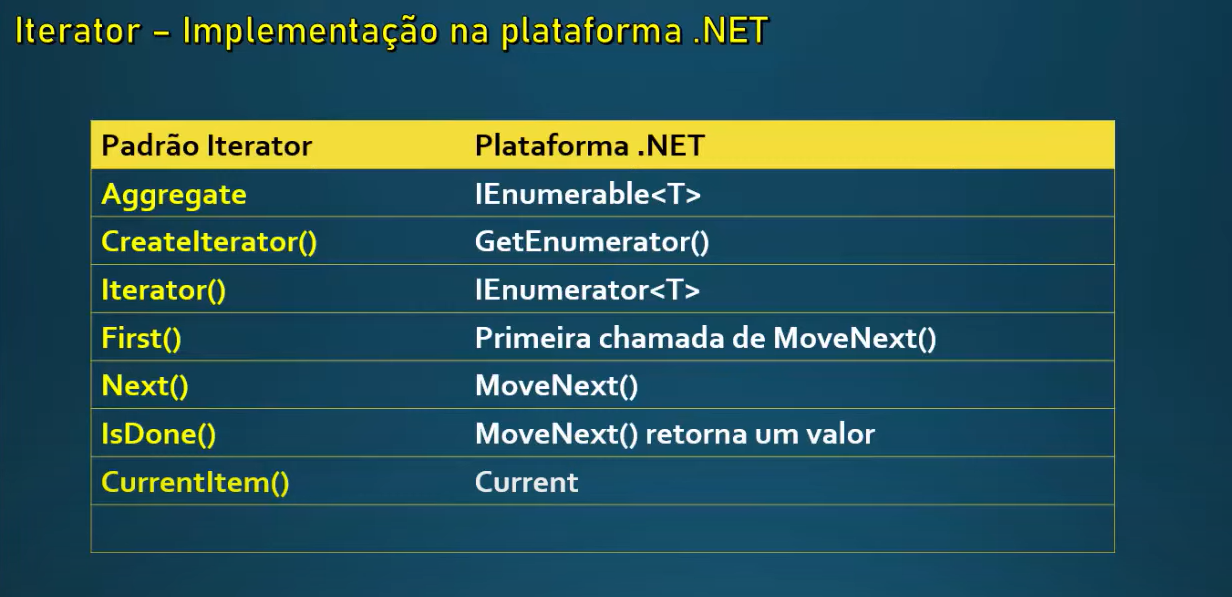 Iterator – Implementação na plataforma .NET
Padrão Iterator Plataforma .NET
Aggregate IEnumerable<T>
CreateIterator() GetEnumerator()
Iterator() IEnumerator<T>
First() Primeira chamada de MoveNext()
Next() MoveNext()
IsDone() MoveNext() retorna um valor
CurrentItem() Current